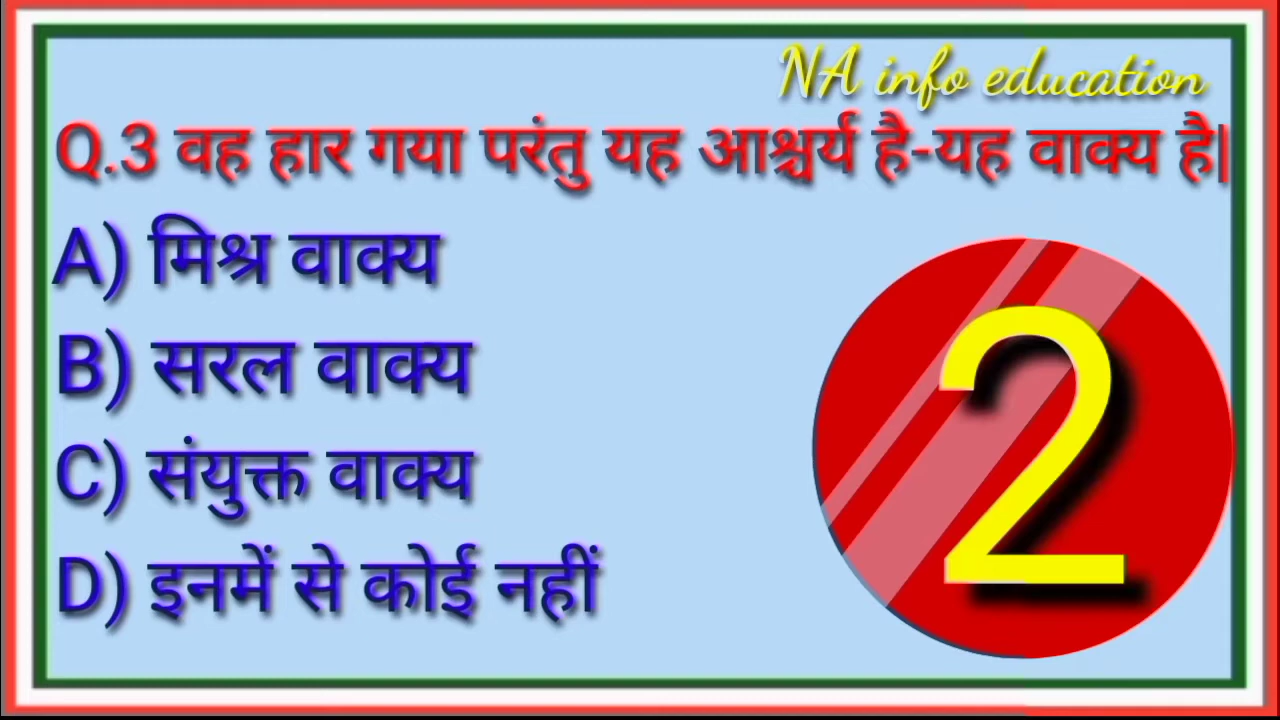 NA info education
Q.3 वह हार गया परंतु यह आश्चर्य है-यह वाक्य है|
A) मिश्र वाक्य
B) सरल वाक्य
C) संयुक्त वाक्य
D) इनमें से कोई नहीं
2